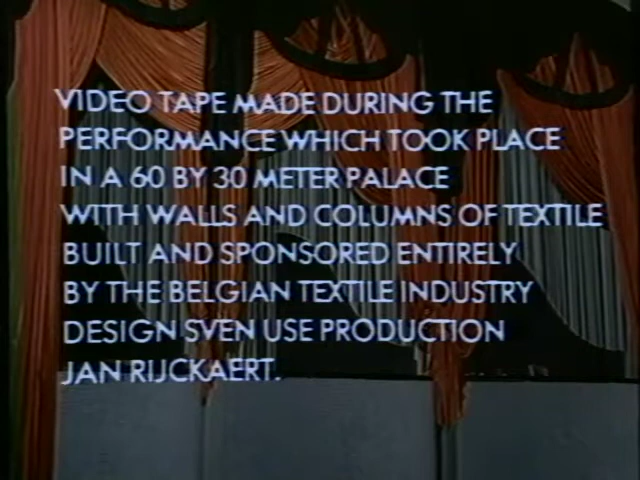 VIDEO TAPE MADE DURING THE
PERFORMANCE WHICH TOOK PLACE
IN A 60 BY 30 METER PALACE
WITH WALLS AND COLUMNS OF TEXTILE
BUILT AND SPONSORED ENTIRELY
BY THE BELGIAN TEXTILE INDUSTRY
DESIGN SVEN USE PRODUCTION
JAN RIJCKAERT.